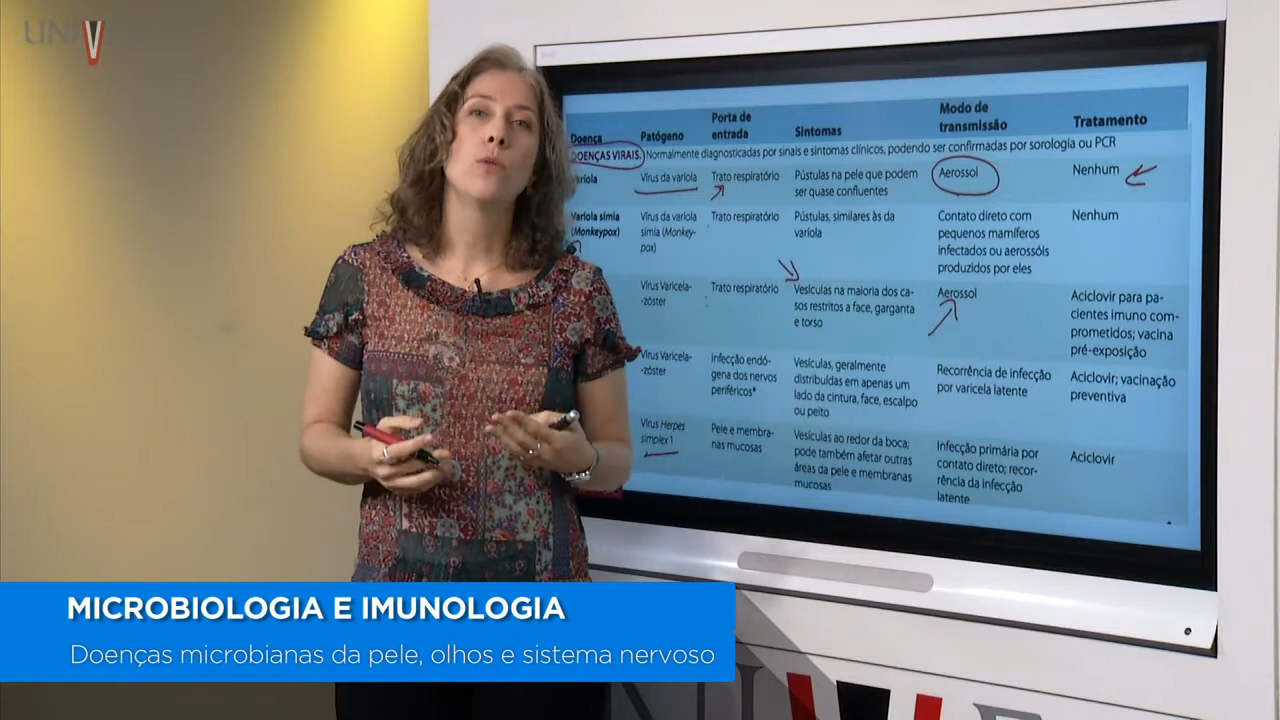 UNIV
Doença
Patógeno
Porta de
entrada
Sintomas
Modo de
transmissão
Tratamento
DOENÇAS VIRAIS. Normalmente diagnosticadas por sinais e sintomas clínicos, podendo ser confirmadas por sorologia ou PCR
Varíola
Vírus da varíola
Trato respiratório
Pústulas na pele que podem
ser quase confluentes
Aerossol
Nenhum
Varíola símia
(Monkeypox)
Vírus da varíola
símia (Monkey-
pox)
Trato respiratório
Pústulas, similares às da
varíola
Contato direto com
pequenos mamíferos
infectados ou aerossóis
produzidos por eles
Nenhum
Vírus Varicela-
-zóster
Trato respiratório
Vesículas na maioria dos ca-
sos restritos a face, garganta
e torso
Aerossol
Aciclovir para pa-
cientes imuno com-
prometidos; vacina
pré-exposição
Vírus Varicela-
-zóster
Infecção endó-
gena dos nervos
periféricos*
Vesículas, geralmente
distribuídas em apenas um
lado da cintura, face, escalpo
ou peito
Recorrência de infecção
por varicela latente
Aciclovir; vacinação
preventiva
Vírus Herpes
simplex 1
Pele e membra-
nas mucosas
Vesículas ao redor da boca;
pode também afetar outras
áreas da pele e membranas
mucosas
Infecção primária por
contato direto; recor-
rência da infecção
latente
Aciclovir
MICROBIOLOGIA E IMUNOLOGIA
Doenças microbianas da pele, olhos e sistema nervoso